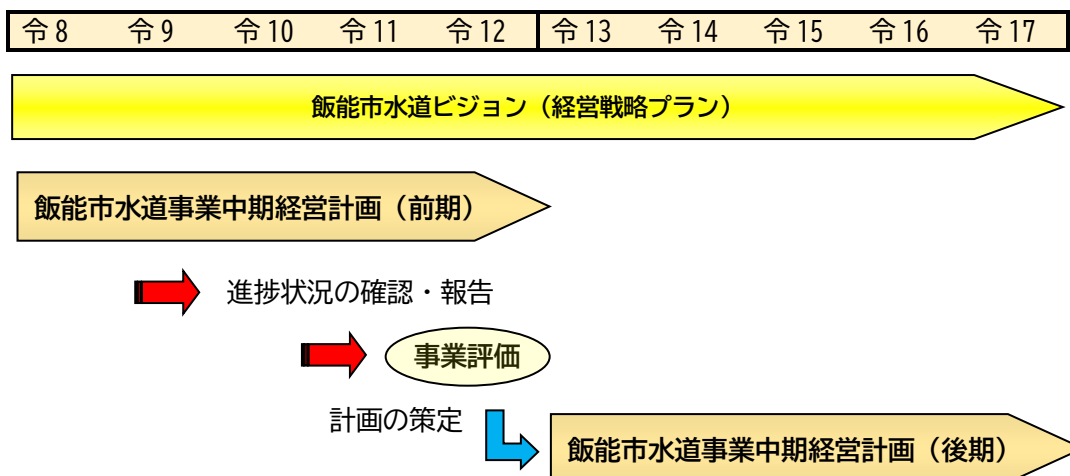 令8 令9 令10 令11 令12 令13 令14 令15 令16 令17
飯能市水道ビジョン（経営戦略プラン）
飯能市水道事業中期経営計画（前期）
進捗状況の確認・報告
事業評価
計画の策定
飯能市水道事業中期経営計画（後期）